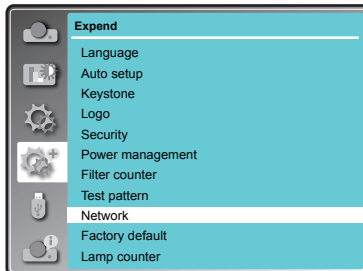 Expend
Language
Auto setup
Keystone
Logo
Security
Power management
Filter counter
Test pattern
Network
Factory default
Lamp counter